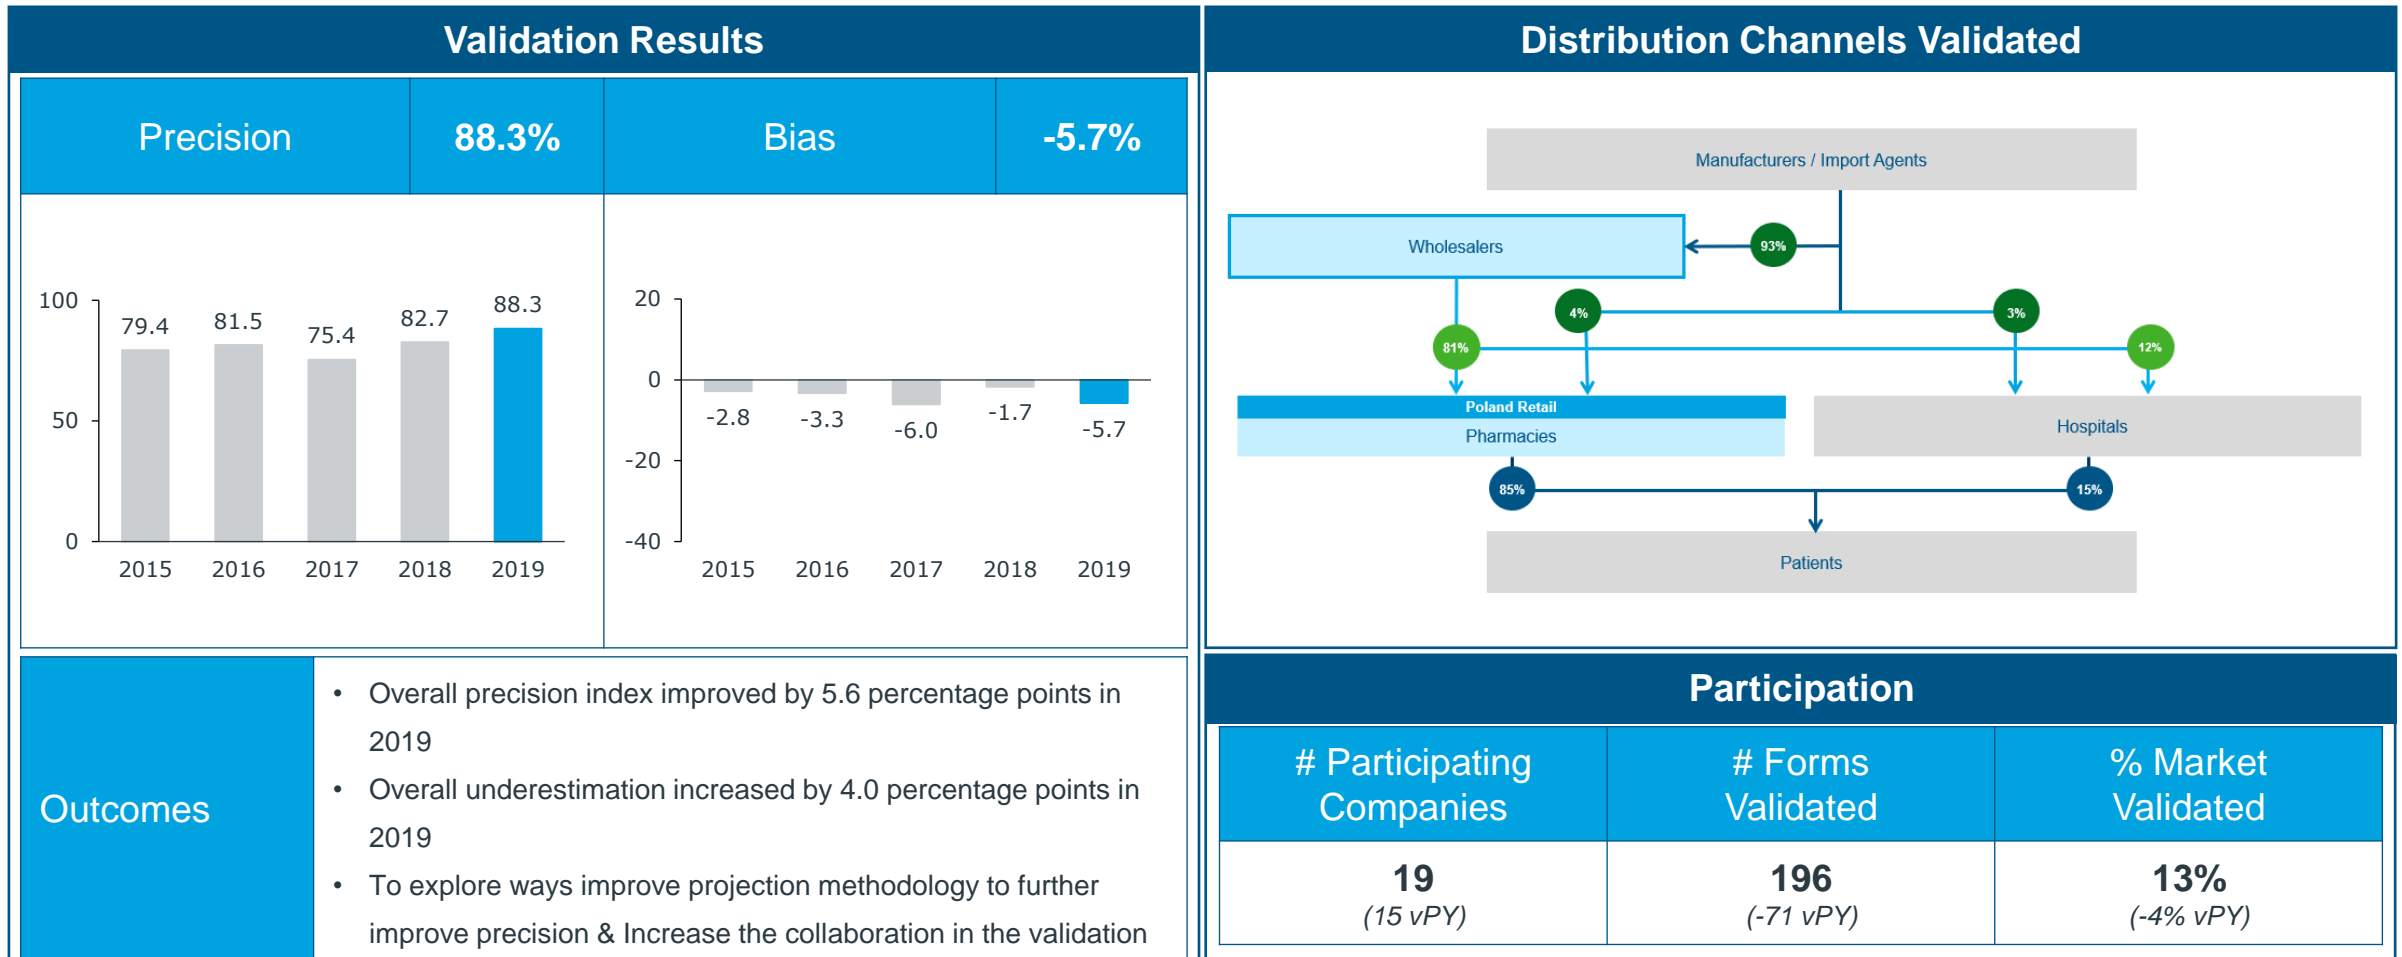 Validation Results
Precision
88.3%
Bias
-5.7%
100
50
0
79.4
81.5
75.4
82.7
88.3
2015
2016
2017
2018
2019
20
0
-20
-40
-2.8
-3.3
-6.0
-1.7
-5.7
2015
2016
2017
2018
2019
Outcomes
• Overall precision index improved by 5.6 percentage points in
2019
• Overall underestimation increased by 4.0 percentage points in
2019
• To explore ways improve projection methodology to further
improve precision & Increase the collaboration in the validation
Distribution Channels Validated
Manufacturers / Import Agents
Wholesalers
93%
4%
3%
81%
12%
Poland Retail
Pharmacies
Hospitals
85%
15%
Patients
Participation
# Participating
Companies
# Forms
Validated
% Market
Validated
19
(15 vPY)
196
(-71 vPY)
13%
(-4% vPY)